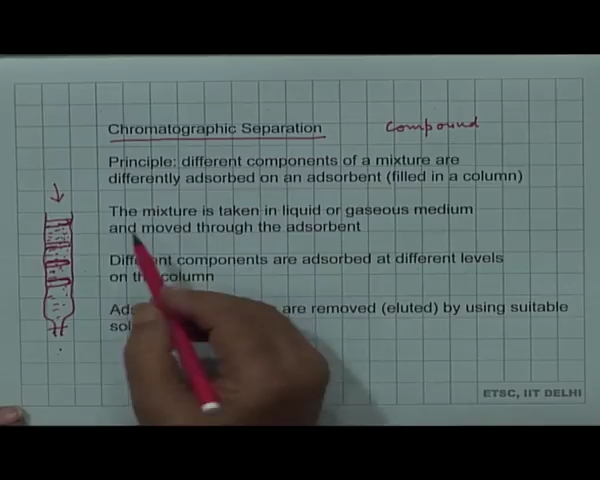 Chromatographic Separation
compound
Principle: different components of a mixture are
differently adsorbed on an adsorbent (filled in a column)
The mixture is taken in liquid or gaseous medium
and moved through the adsorbent
components are adsorbed at different levels
on column
are removed (eluted) by using suitable
ETSC, IIT DELHI